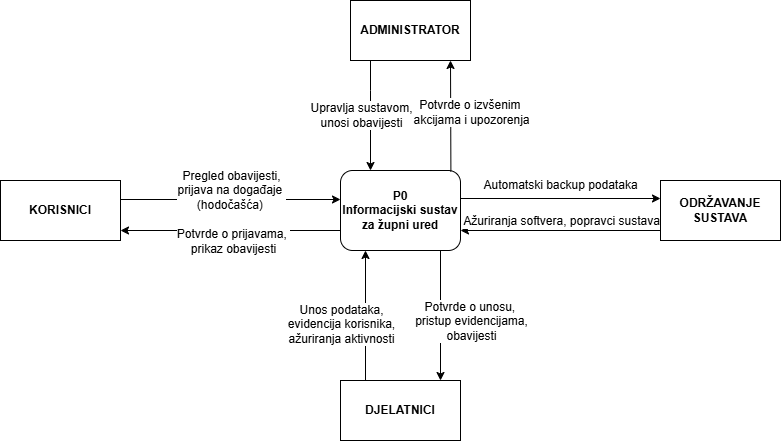 ADMINISTRATOR
Upravlja sustavom,
unosi obavijesti
Potvrde o izvšenim
akcijama i upozorenja
KORISNICI
Pregled obavijesti,
prijava na događaje
(hodočašća)
Potvrde o prijavama,
prikaz obavijesti
P0
Informacijski sustav
za župni ured
Automatski backup podataka
Ažuriranja softvera, popravci sustava
ODRŽAVANJE
SUSTAVA
Unos podataka,
evidencija korisnika,
ažuriranja aktivnosti
Potvrde o unosu,
pristup evidencijama,
obavijesti
DJELATNICI